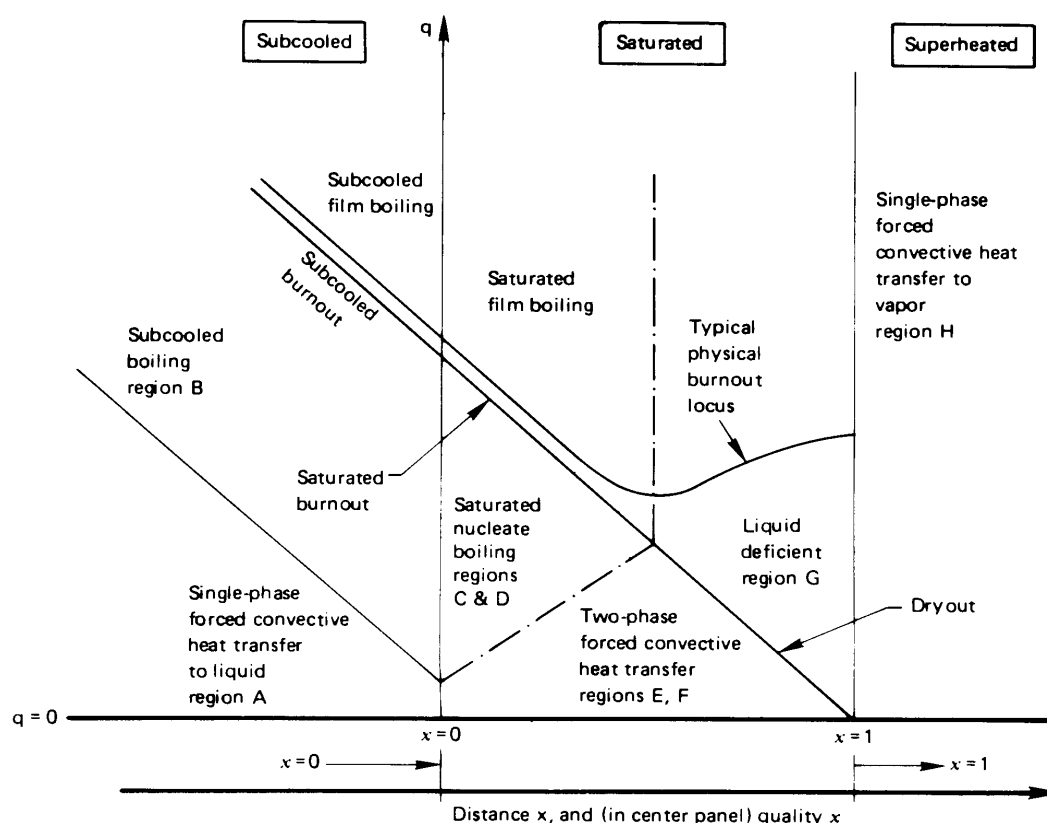 Subcooled
q
Saturated
Superheated
Subcooled
film boiling
Single-phase
forced
convective heat
transfer to
vapor
region H
Subcooled
burnout
Saturated
film boiling
Typical
physical
burnout
locus
Subcooled
boiling
region B
Saturated
burnout
Saturated
nucleate
boiling
regions
C & D
Liquid
deficient
region G
Single-phase
forced convective
heat transfer
to liquid
region A
Two-phase
forced convective
heat transfer
regions E, F
Dryout
q = 0
x = 0
x = 1
x = 0
x = 1
Distance x, and (in center panel) quality x